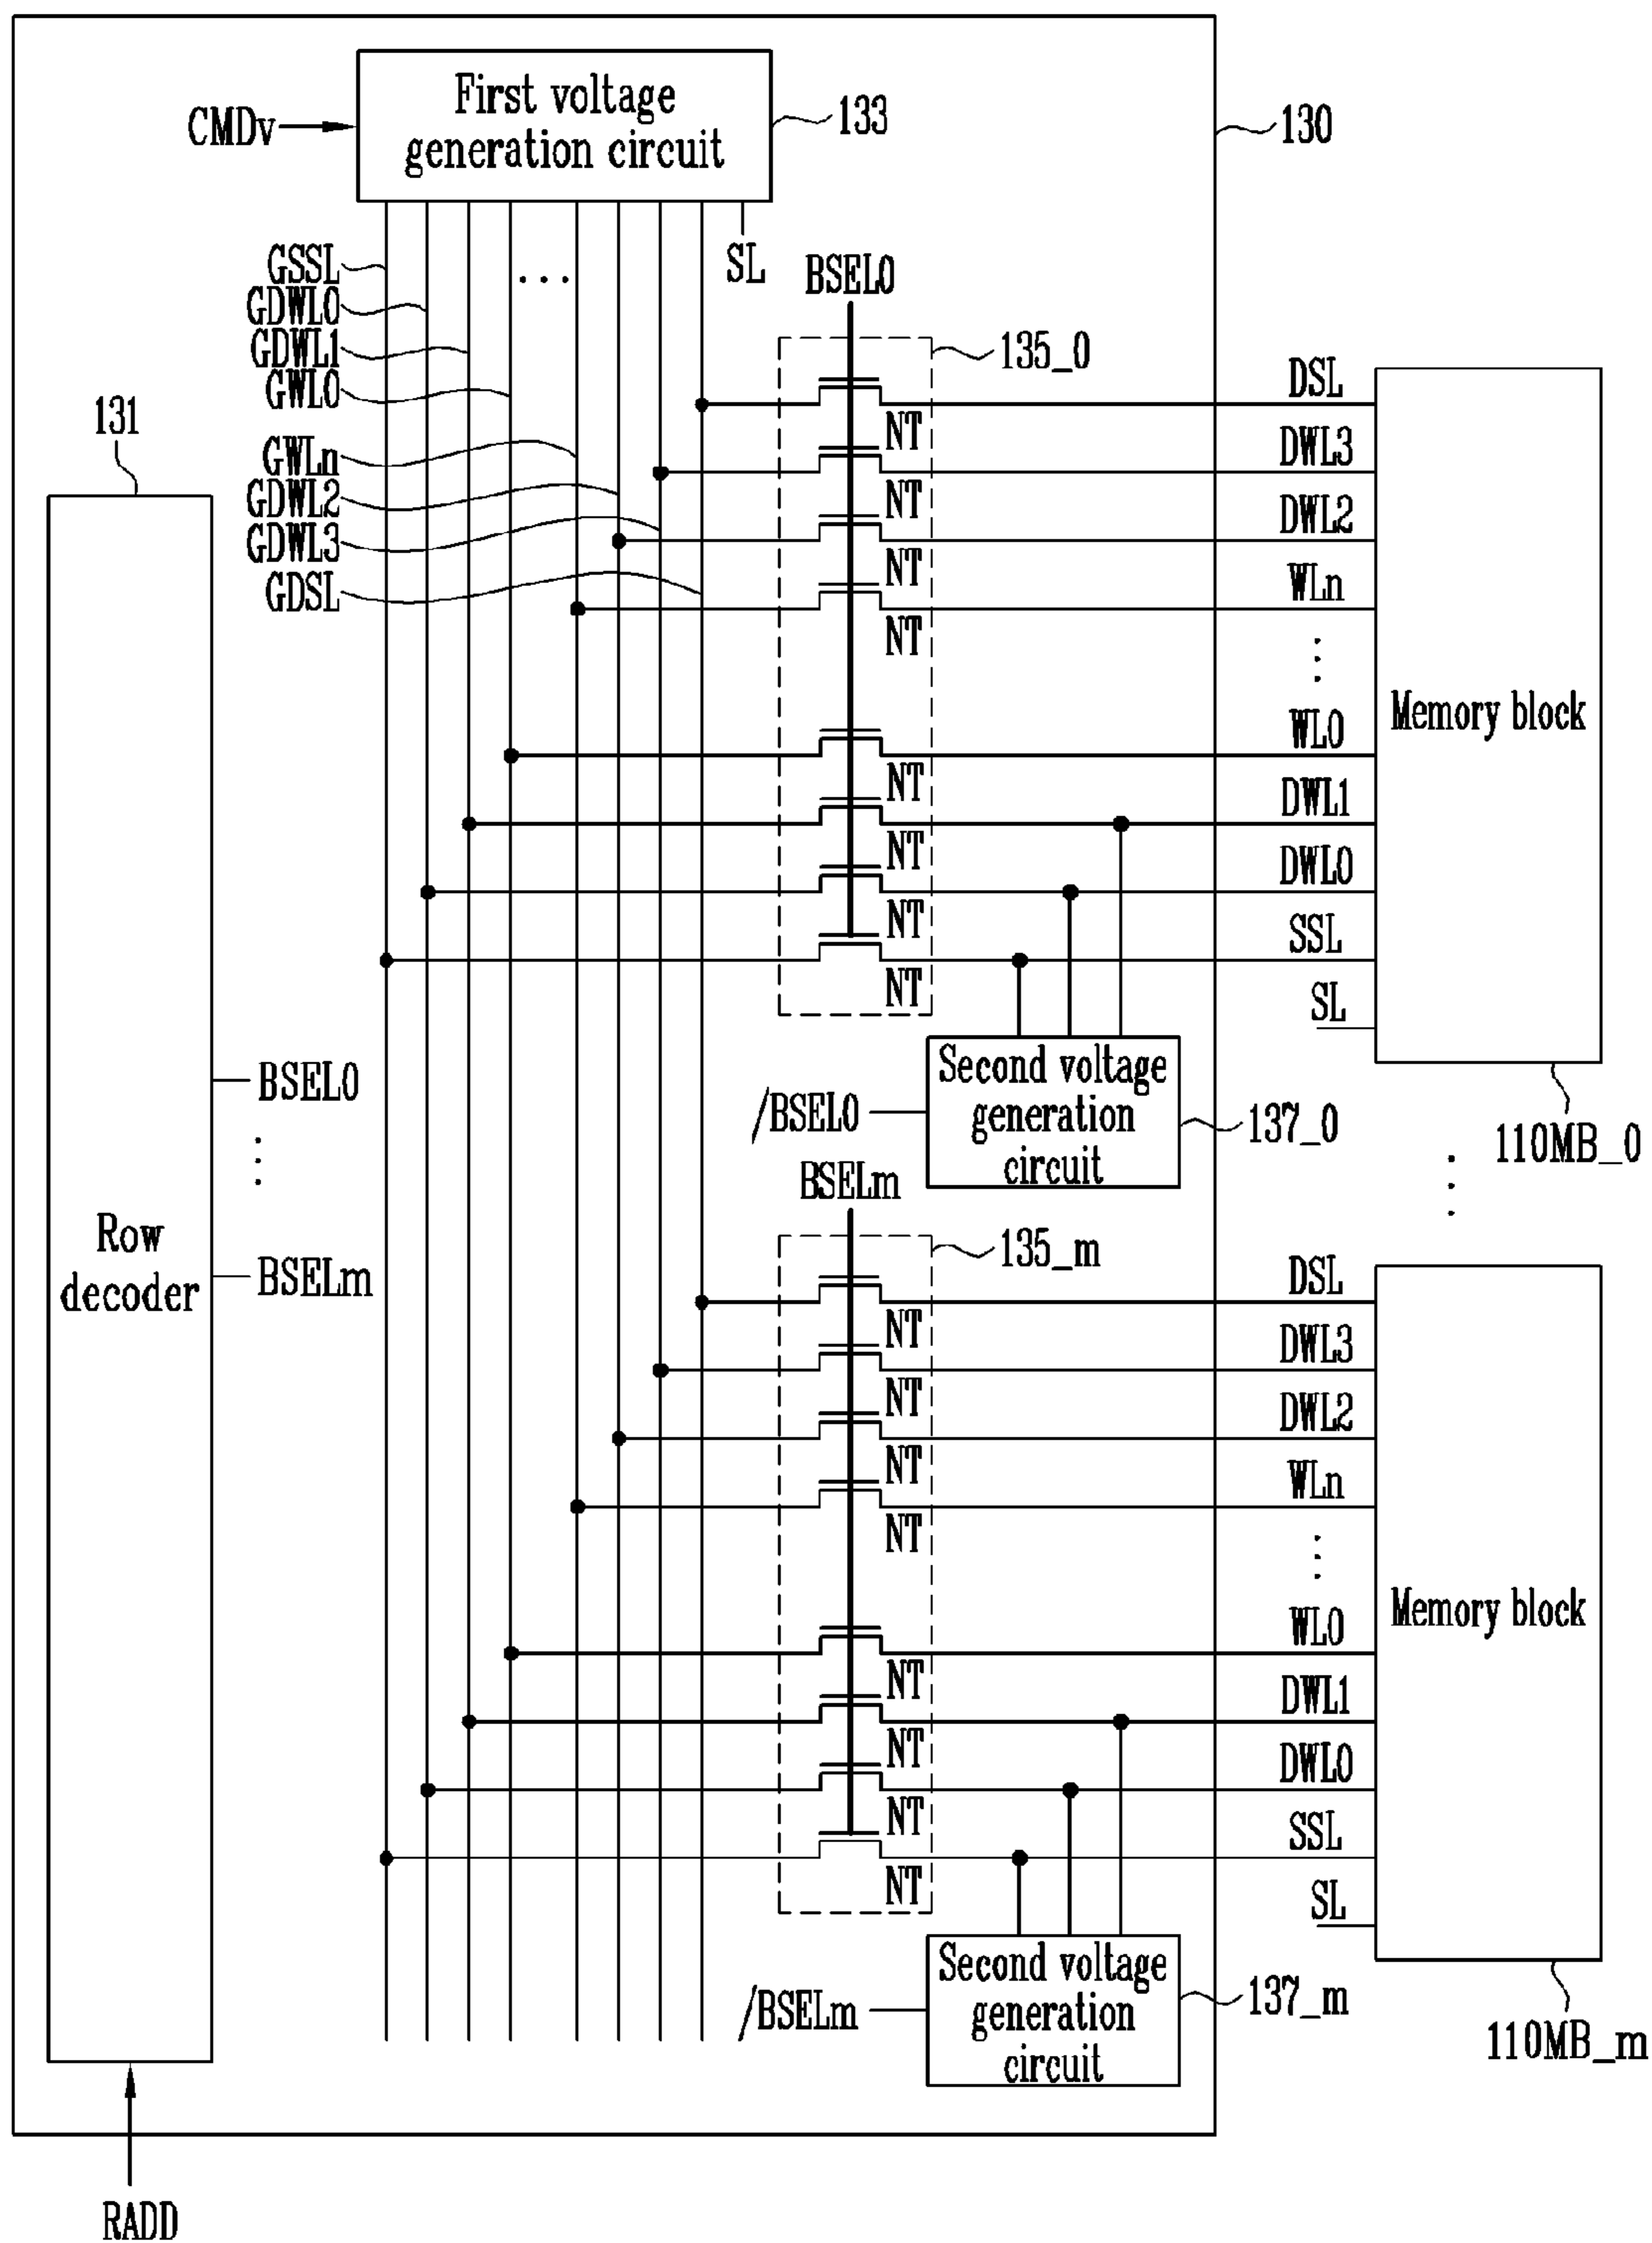 First voltage
generation circuit
CMDv
133
130
GSSL
GDWL0
GDWL1
GWL0
...
SL
BSEL0
135_0
131
GWLn
GDWL2
GDWL3
GDSL
DSL
NT
DWL3
NT
DWL2
NT
WLn
NT
Memory block
WL0
NT
DWL1
NT
DWL0
NT
SSL
NT
SL
BSEL0
Second voltage
generation
circuit
/BSEL0
137_0
110MB_0
BSELm
135_m
Row
decoder
BSELm
DSL
NT
DWL3
NT
DWL2
NT
WLn
NT
Memory block
WL0
NT
DWL1
NT
DWL0
NT
SSL
NT
SL
Second voltage
generation
circuit
/BSELm
137_m
110MB_m
RADD